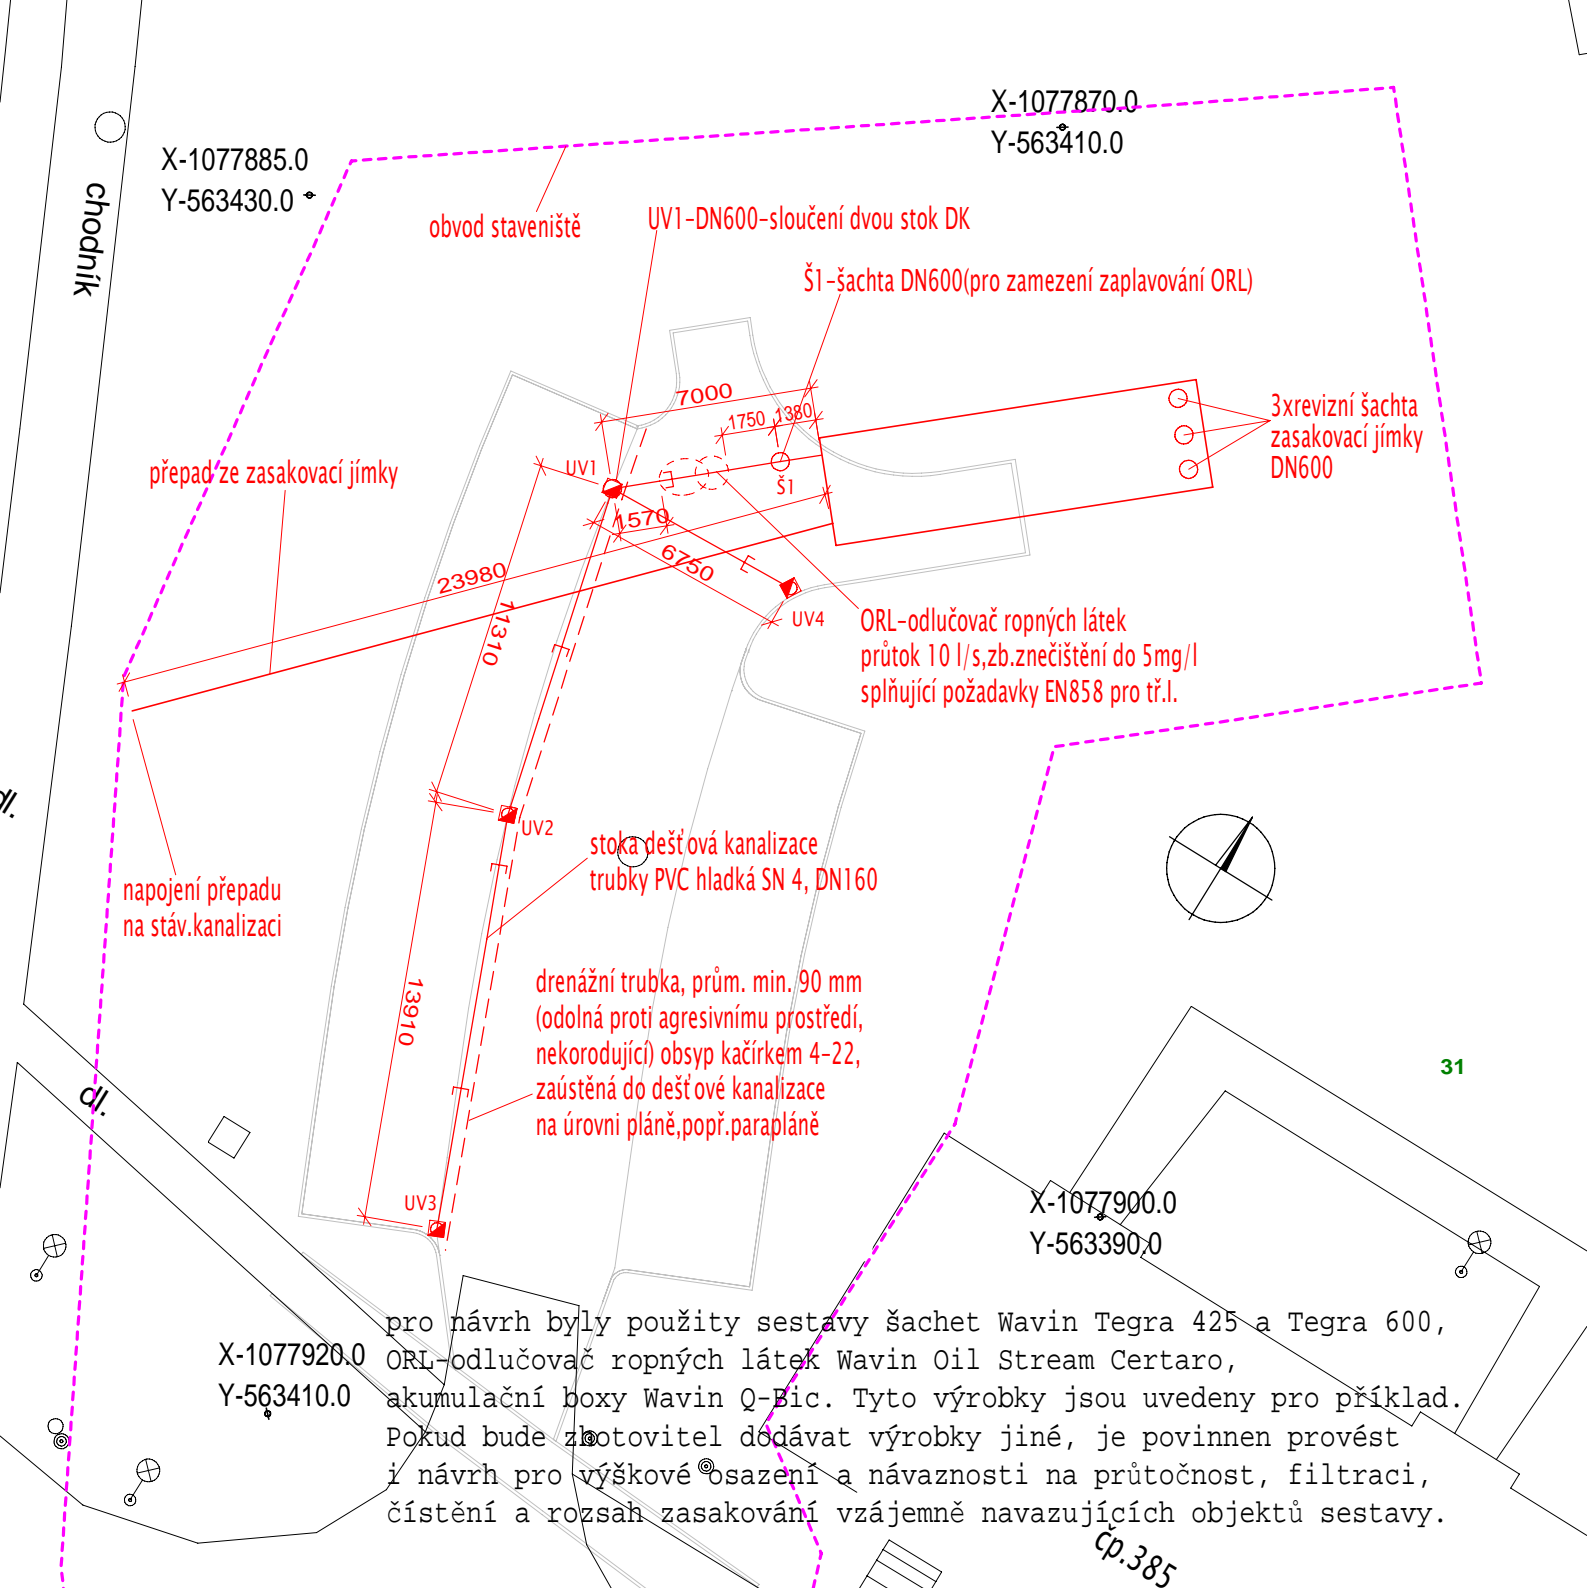 X-1077870.0
Y-563410.0
X-1077885.0
Y-563430.0
chodník
obvod staveniště
UV1-DN600-sloučení dvou stok DK
Š1-šachta DN600(pro zamezení zaplavování ORL)
7000
1750
1380
3xrevizní šachta
zasakovací jímky
DN600
přepad ze zasakovací jímky
UV1
Š1
1570
6750
23980
11310
UV4
ORL-odlučovač ropných látek
průtok 10 l/s,zb.znečištění do 5mg/l
splňující požadavky EN858 pro tř.I.
dl.
UV2
stoka dešťová kanalizace
trubky PVC hladká SN 4, DN160
napojení přepadu
na stáv.kanalizaci
13910
drenážní trubka, prům. min. 90 mm
(odolná proti agresivnímu prostředí,
nekorodující) obsyp kačírkem 4-22,
zaústěná do dešťové kanalizace
na úrovni pláně,popř.parapláně
31
dl.
UV3
X-1077900.0
Y-563390.0
X-1077920.0
Y-563410.0
pro návrh byly použity sestavy šachet Wavin Tegra 425 a Tegra 600,
ORL-odlučovač ropných látek Wavin Oil Stream Certaro,
akumulační boxy Wavin Q-Bic. Tyto výrobky jsou uvedeny pro příklad.
Pokud bude zhotovitel dodávat výrobky jiné, je povinnen provést
i návrh pro výškové osazení a návaznosti na průtočnost, filtraci,
čístění a rozsah zasakování vzájemně navazujících objektů sestavy.
čp.385